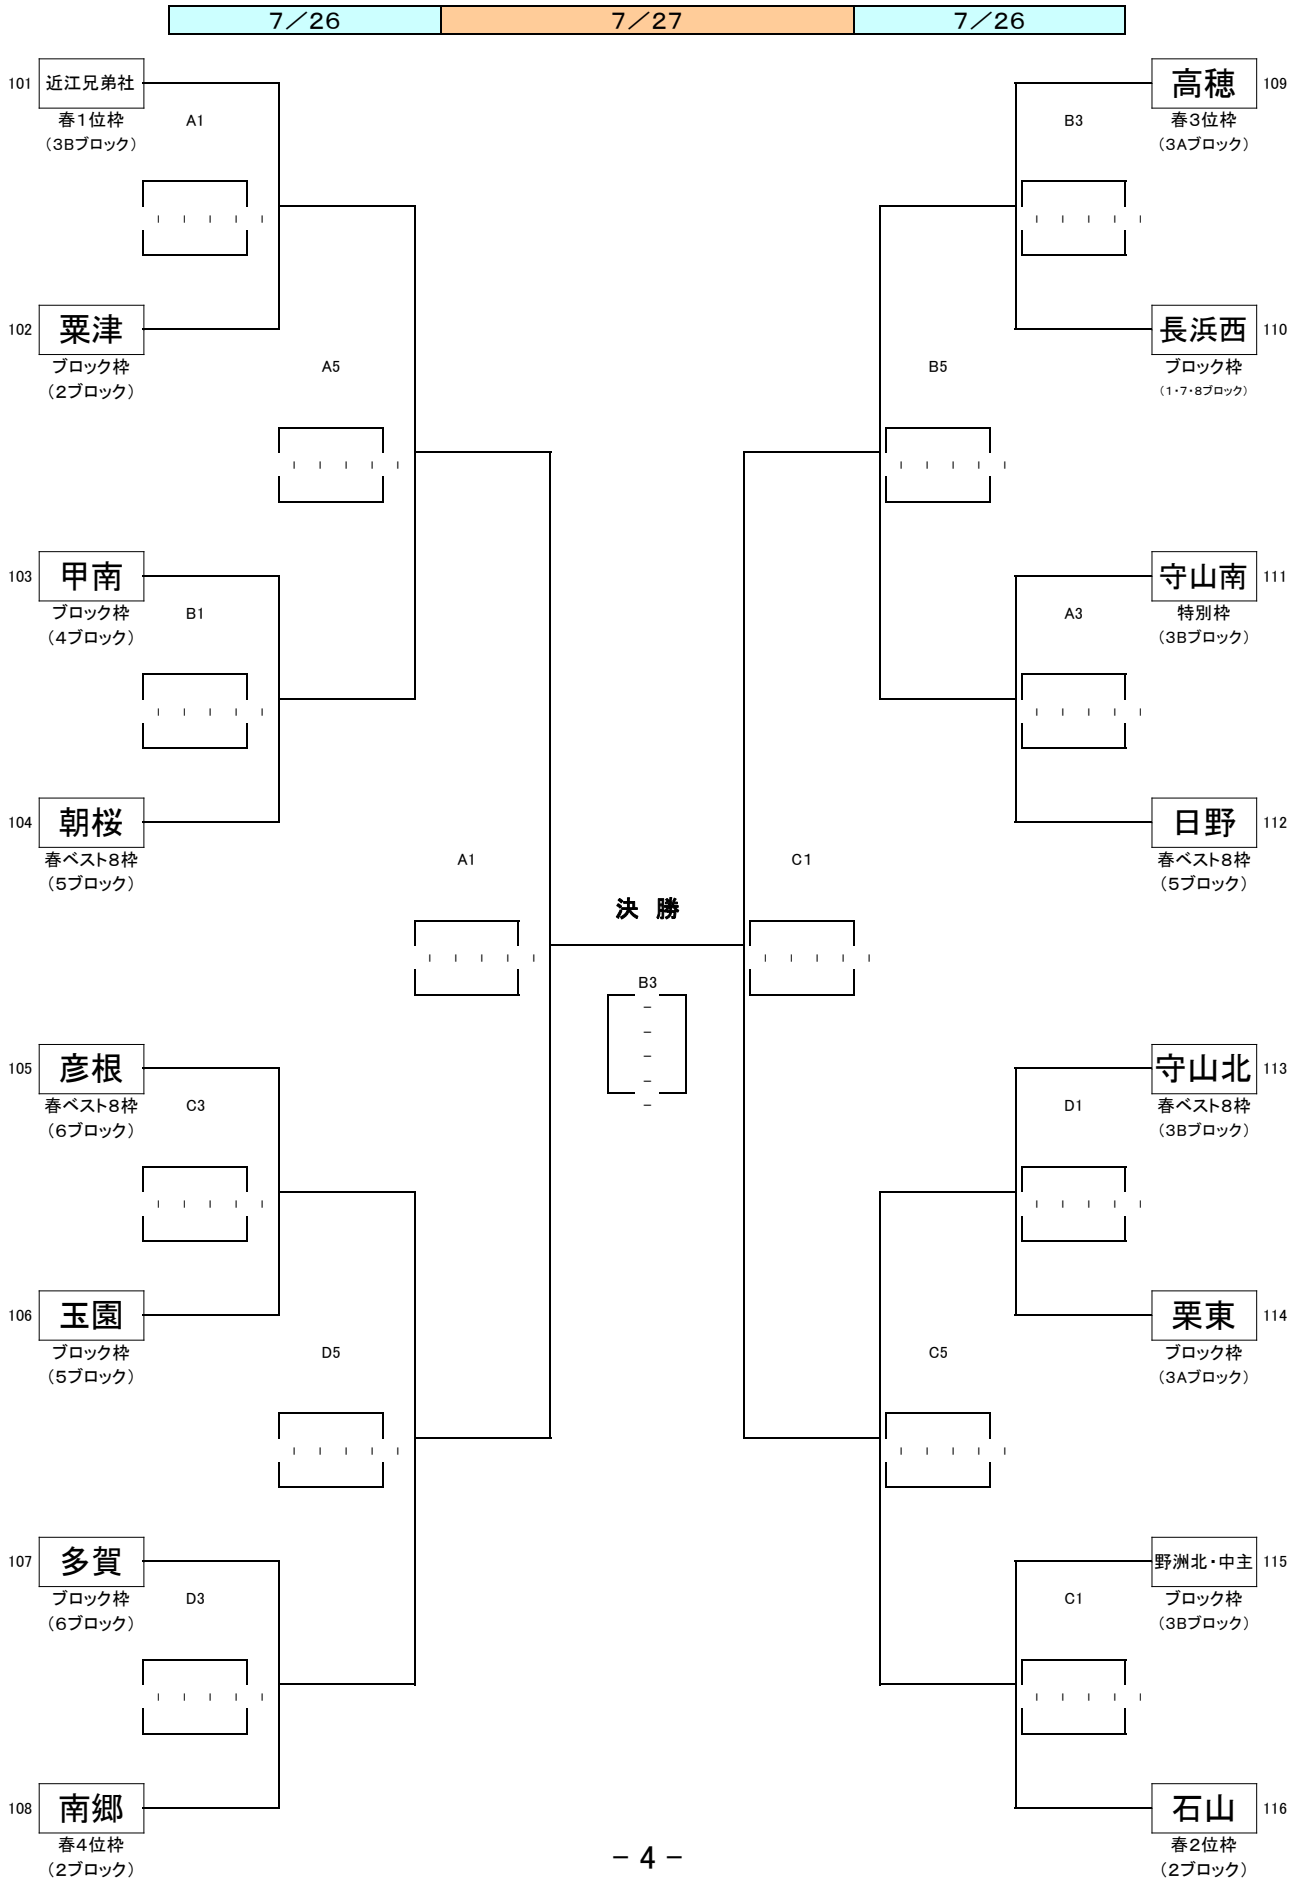 7／26
7／27
7／26
101
近江兄弟社
春１位枠
（3Bブロック）
A1
102
粟津
ブロック枠
（２ブロック）
A5
103
甲南
ブロック枠
（４ブロック）
B1
104
朝桜
春ベスト８枠
（５ブロック）
A1
105
彦根
春ベスト８枠
（６ブロック）
C3
106
玉園
ブロック枠
（５ブロック）
D5
107
多賀
ブロック枠
（６ブロック）
D3
108
南郷
春４位枠
（２ブロック）
決 勝
B3
－
－
－
－
－
高穂
109
春３位枠
（3Aブロック）
B3
長浜西
110
ブロック枠
（1・7・8ブロック）
B5
守山南
111
特別枠
（3Bブロック）
A3
日野
112
春ベスト８枠
（５ブロック）
C1
守山北
113
春ベスト８枠
（3Bブロック）
D1
栗東
114
ブロック枠
（3Aブロック）
C5
野洲北・中主
115
ブロック枠
（3Bブロック）
C1
石山
116
春２位枠
（２ブロック）
－ 4 －